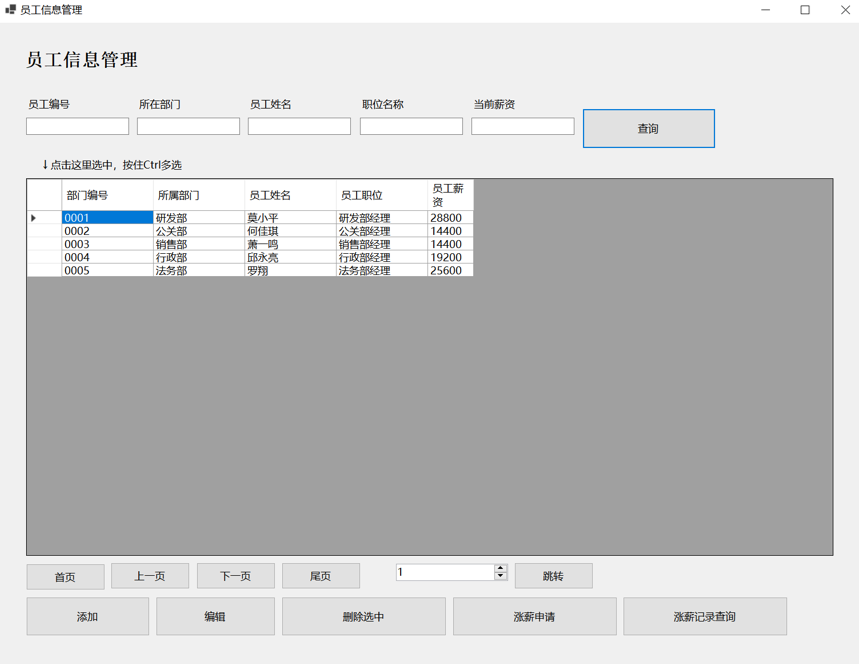 员工信息管理
员工信息管理
员工编号 所在部门 员工姓名 职位名称 当前薪资
查询
↓点击这里选中，按住Ctrl多选
部门编号 所属部门 员工姓名 员工职位 员工薪资
0001 研发部 莫小平 研发部经理 28800
0002 公关部 何佳琪 公关部经理 14400
0003 销售部 萧一鸣 销售部经理 14400
0004 行政部 邱永亮 行政部经理 19200
0005 法务部 罗翔 法务部经理 25600
首页 上一页 下一页 尾页 1 跳转
添加 编辑 删除选中 涨薪申请 涨薪记录查询